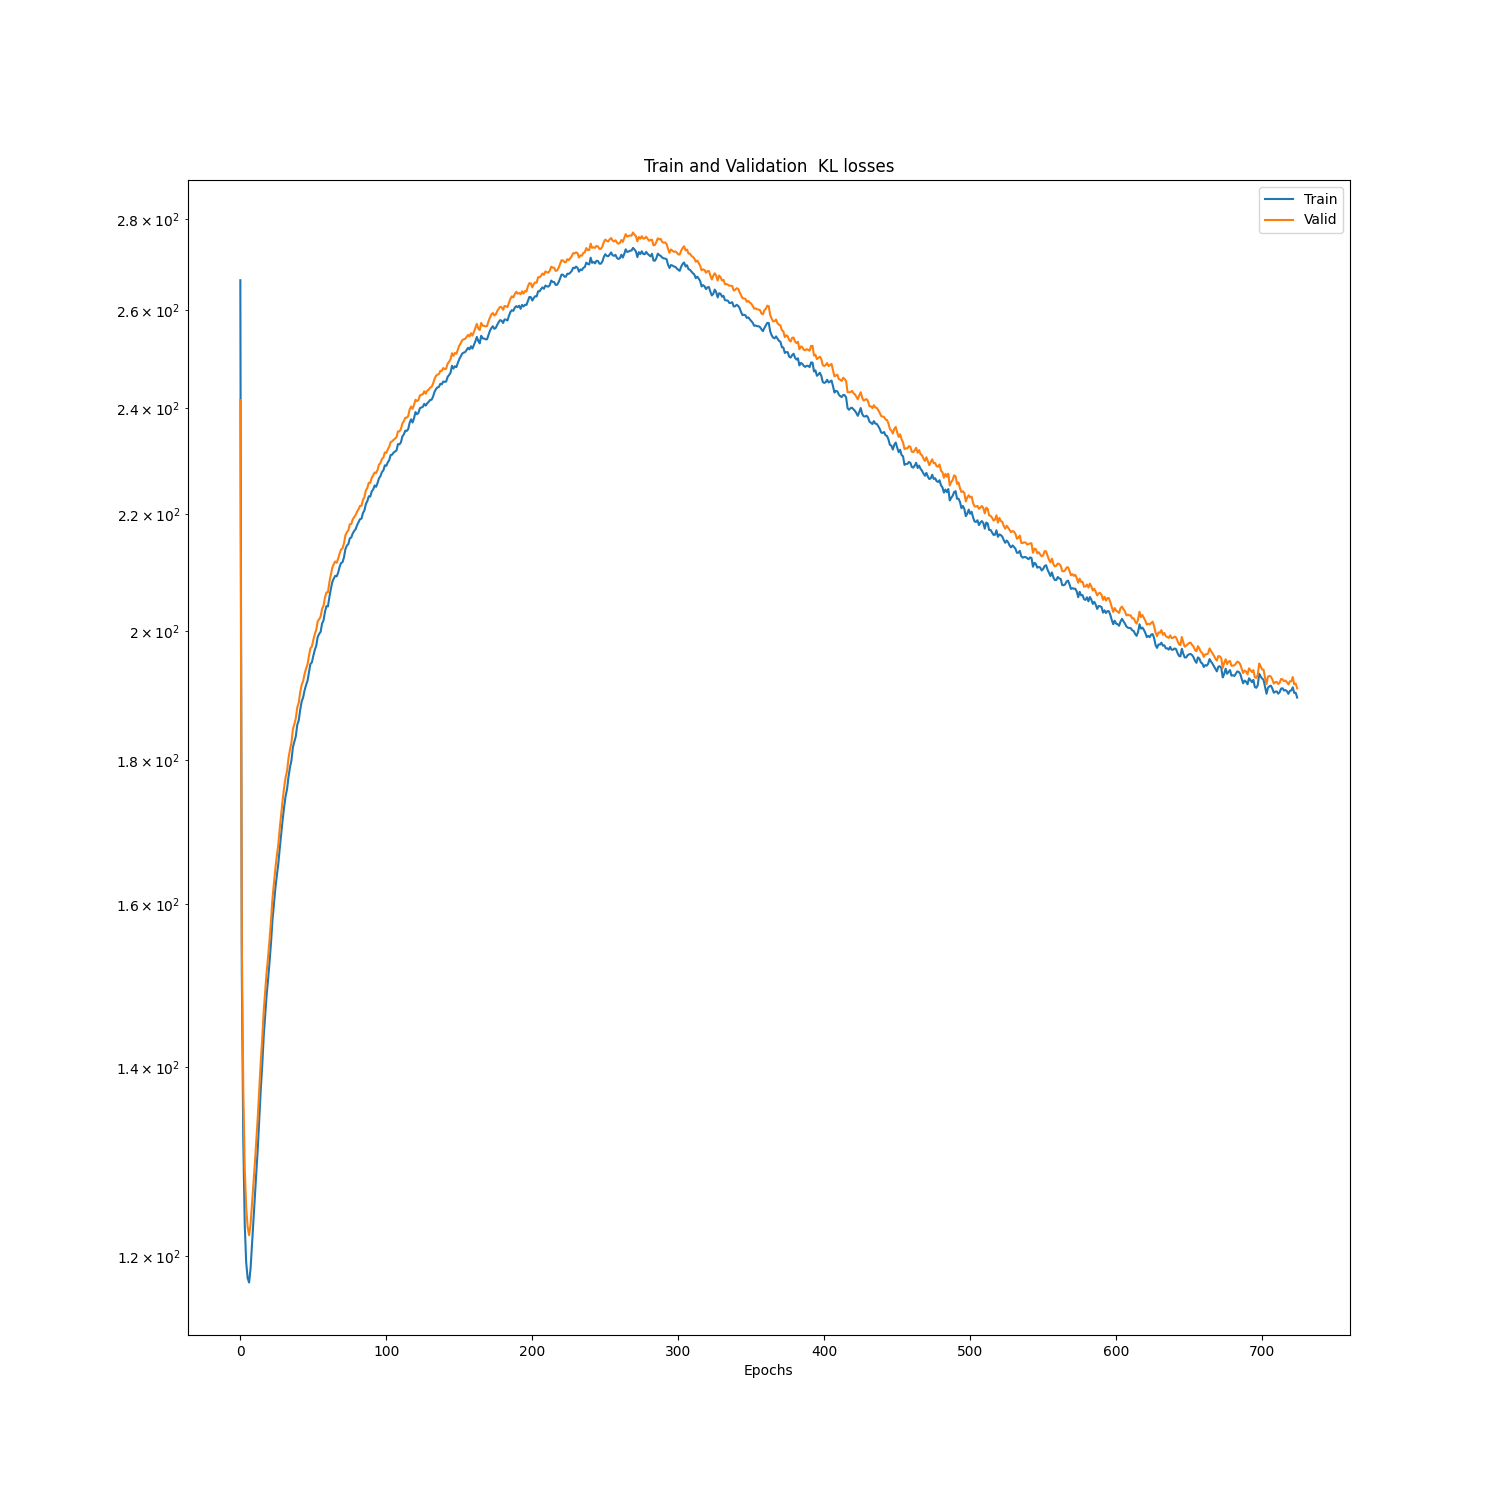 Train and Validation  KL losses
Train
Valid
2.8 × 10²
2.6 × 10²
2.4 × 10²
2.2 × 10²
2 × 10²
1.8 × 10²
1.6 × 10²
1.4 × 10²
1.2 × 10²
0 100 200 300 400 500 600 700
Epochs